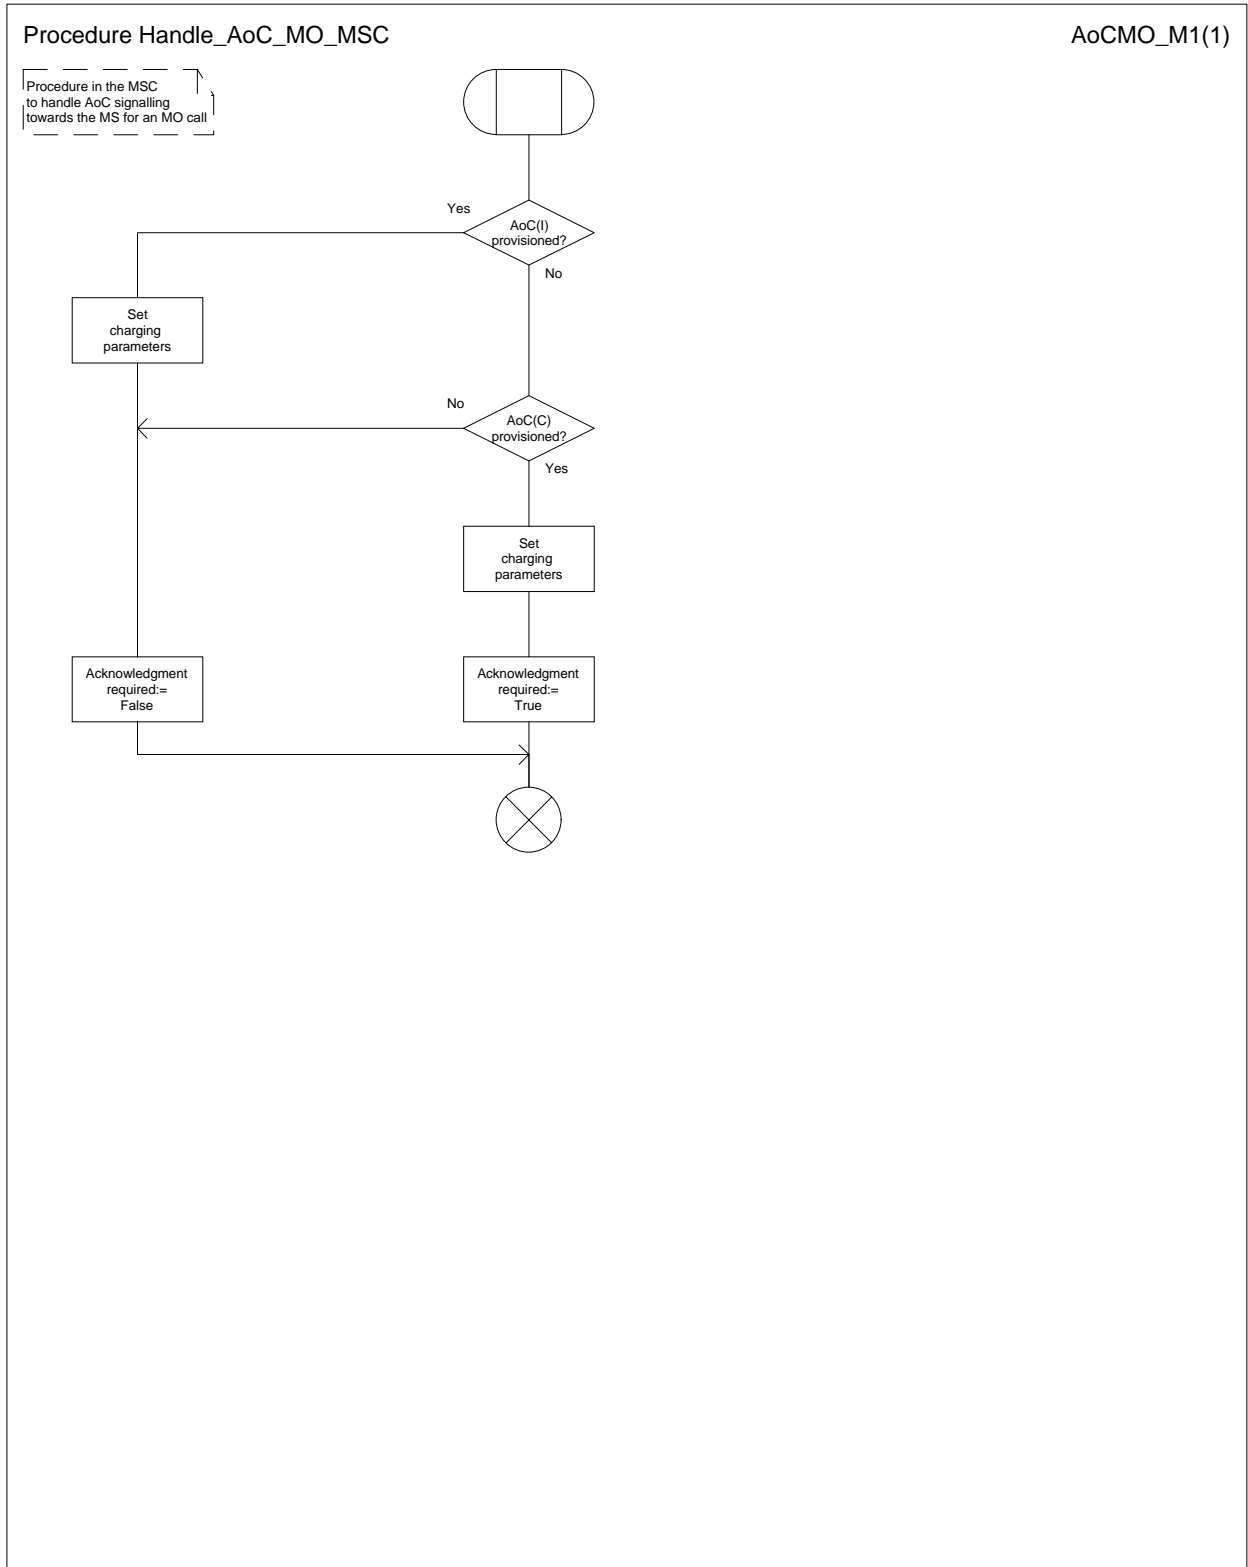 Procedure Handle_AoC_MO_MSC
AoCMO_M1(1)
Procedure in the MSC
to handle AoC signalling
towards the MS for an MO call
Yes
AoC(I)
provisioned?
No
Set
charging
parameters
No
AoC(C)
provisioned?
Yes
Set
charging
parameters
Acknowledgment
required:=
False
Acknowledgment
required:=
True